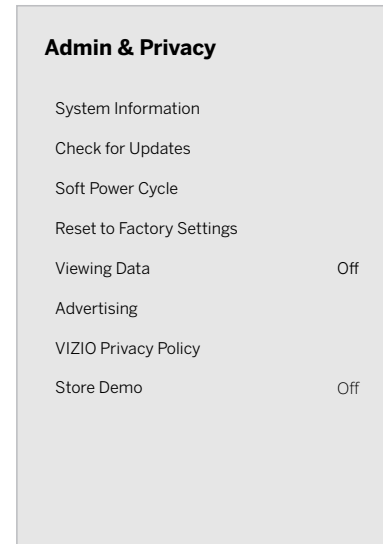 Admin & Privacy
System Information
Check for Updates
Soft Power Cycle
Reset to Factory Settings
Viewing Data Off
Advertising
VIZIO Privacy Policy
Store Demo Off